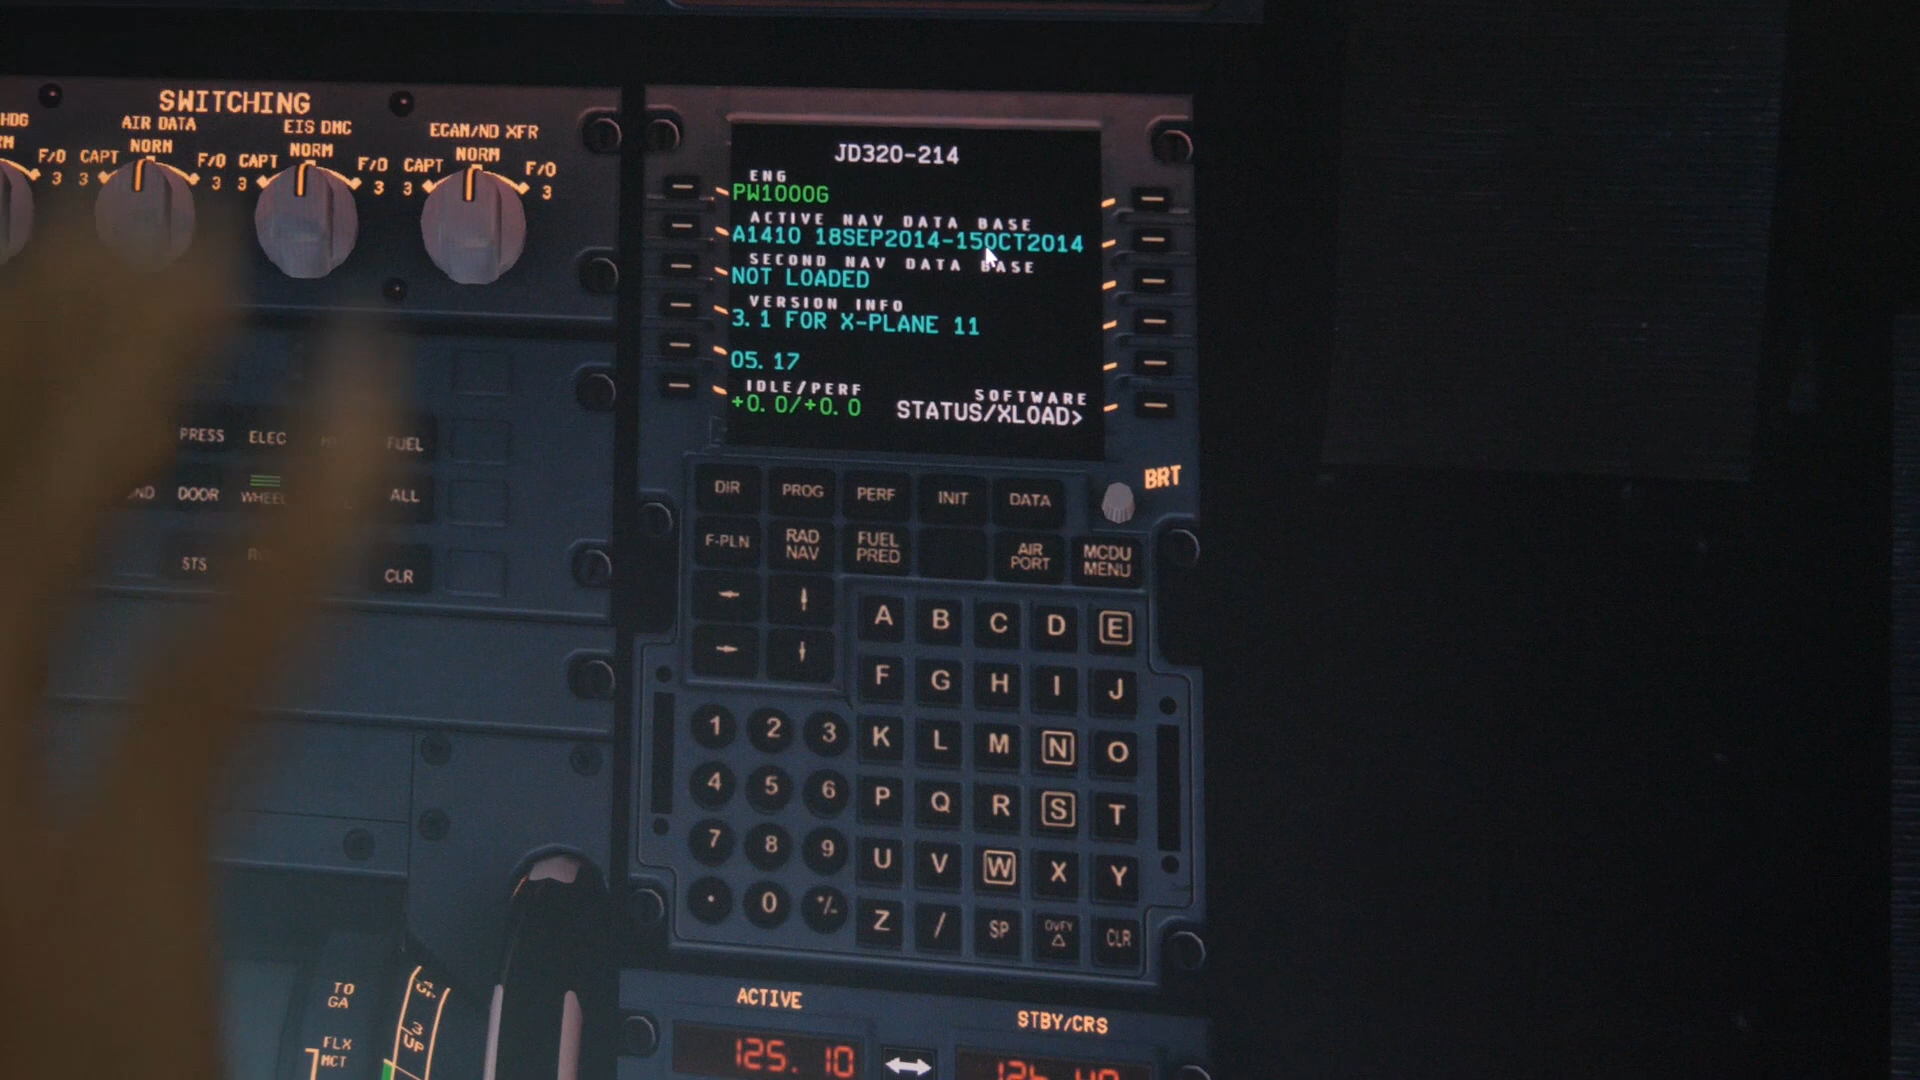 SWITCHING
HDG
AIR DATA
EIS DMC
ECAN/ND XFR
NORM
NORM
NORM
F/O
CAPT
F/O
CAPT
F/O
CAPT
F/O
3
3
3
3
3
3
3
JD320-214
ENG
PW1000G
ACTIVE NAV DATA BASE
A1410 18SEP2014-15OCT2014
SECOND NAV DATA BASE
NOT LOADED
VERSION INFO
3.1 FOR X-PLANE 11
05.17
IDLE/PERF
+0.0/+0.0
SOFTWARE
STATUS/XLOAD>
BRT
PRESS
ELEC
FUEL
DOOR
WHEEL
ALL
STS
CLR
DIR
PROG
PERF
INIT
DATA
F-PLN
RAD
NAV
FUEL
PRED
AIR
PORT
MCDU
MENU
A B C D E
F G H I J
1 2 3
K L M N O
4 5 6
P Q R S T
7 8 9
U V W X Y
. 0 +/-
Z / SP
OVFY
△
CLR
TO
GA
FLX
MCT
3
UP
ACTIVE
STBY/CRS
125.10